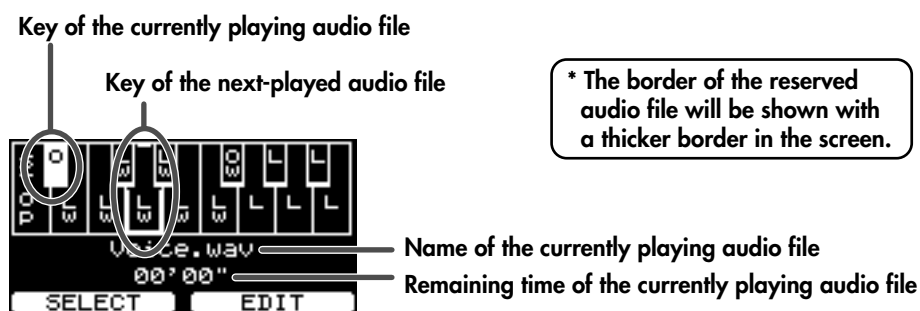 Key of the currently playing audio file
Key of the next-played audio file
* The border of the reserved
audio file will be shown with
a thicker border in the screen.
O L L O L L
L L L L L L L L
Voice.wav
Name of the currently playing audio file
00'00"
Remaining time of the currently playing audio file
SELECT EDIT